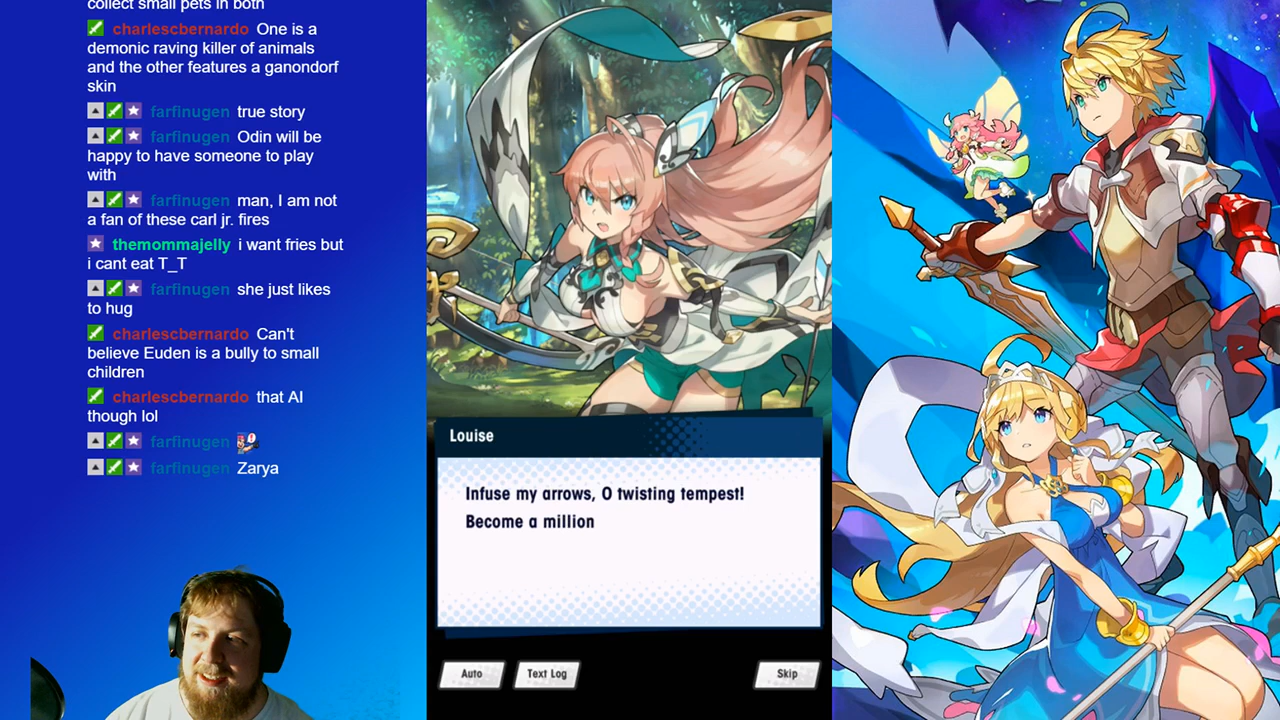 collect small pets in both
charlescbernardo One is a
demonic raving killer of animals
and the other features a ganondorf
skin
farfinugen true story
farfinugen Odin will be
happy to have someone to play
with
farfinugen man, I am not
a fan of these carl jr. fires
themommajelly i want fries but
i cant eat T_T
farfinugen she just likes
to hug
charlescbernardo Can't
believe Euden is a bully to small
children
charlescbernardo that AI
though lol
farfinugen
farfinugen Zarya
Louise
Infuse my arrows, O twisting tempest!
Become a million
Auto
Text Log
Skip